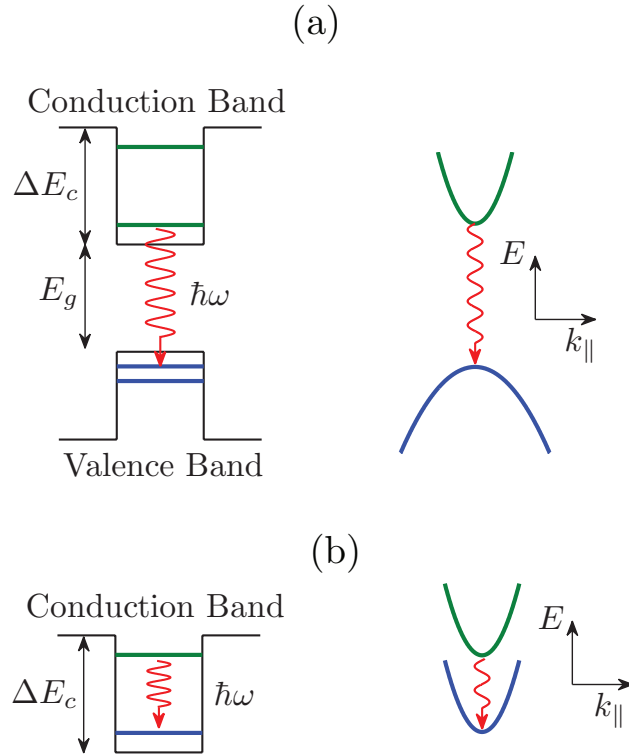 (a)
Conduction Band
ΔE_c
E_g
ħω
E
k_∥
Valence Band
(b)
Conduction Band
ΔE_c
ħω
E
k_∥